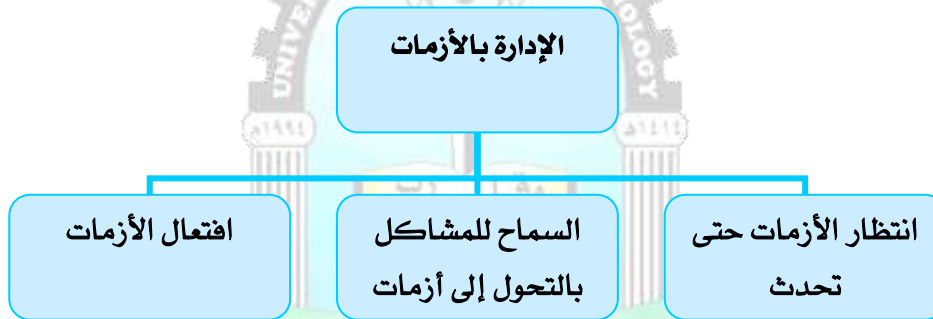 الإدارة بالأزمات
انتظار الأزمات حتى
تحدث
السماح للمشاكل
بالتحول إلى أزمات
افتعال الأزمات